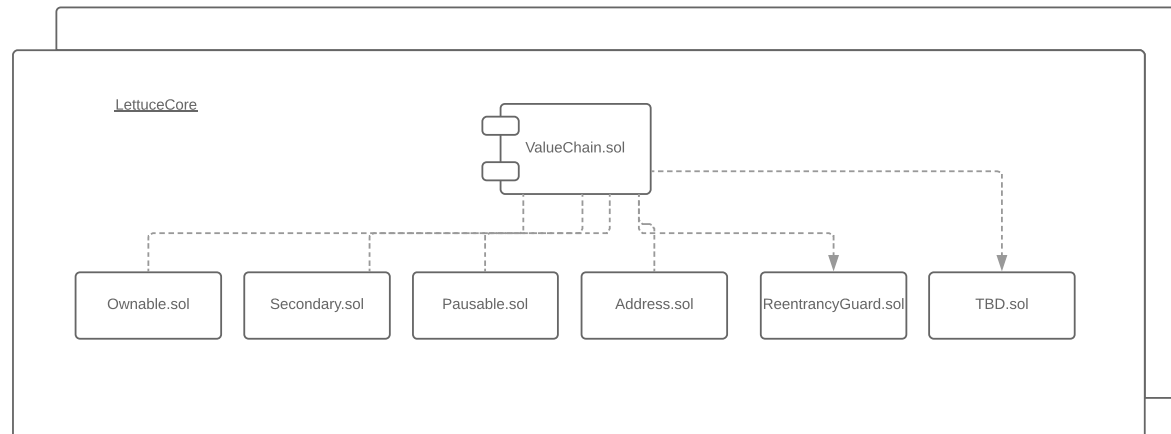 LettuceCore
ValueChain.sol
Ownable.sol
Secondary.sol
Pausable.sol
Address.sol
ReentrancyGuard.sol
TBD.sol